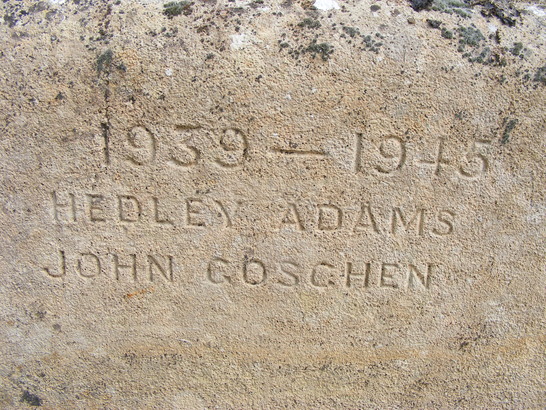 1939 — 1945
HEDLEY ADAMS
JOHN GOSCHEN